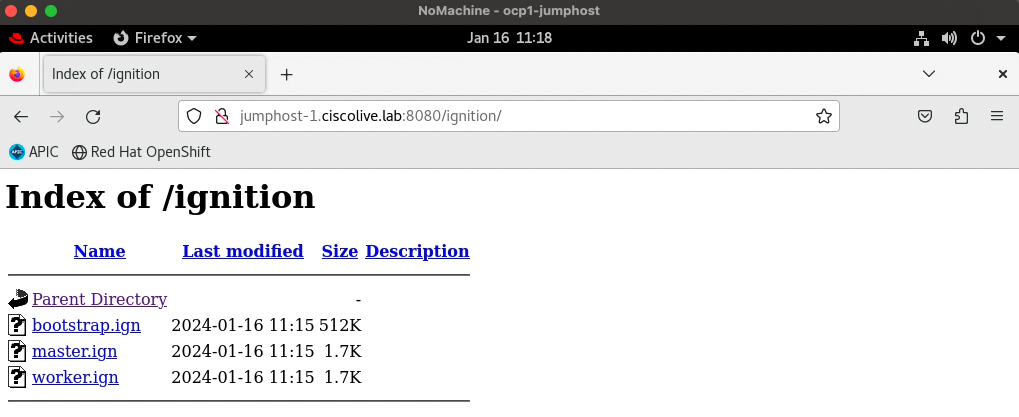 NoMachine - ocp1-jumphost
Activities Firefox Jan 16 11:18
Index of /ignition
jumphost-1.ciscolive.lab:8080/ignition/
APIC Red Hat OpenShift
Index of /ignition
Name Last modified Size Description
Parent Directory -
bootstrap.ign 2024-01-16 11:15 512K
master.ign 2024-01-16 11:15 1.7K
worker.ign 2024-01-16 11:15 1.7K